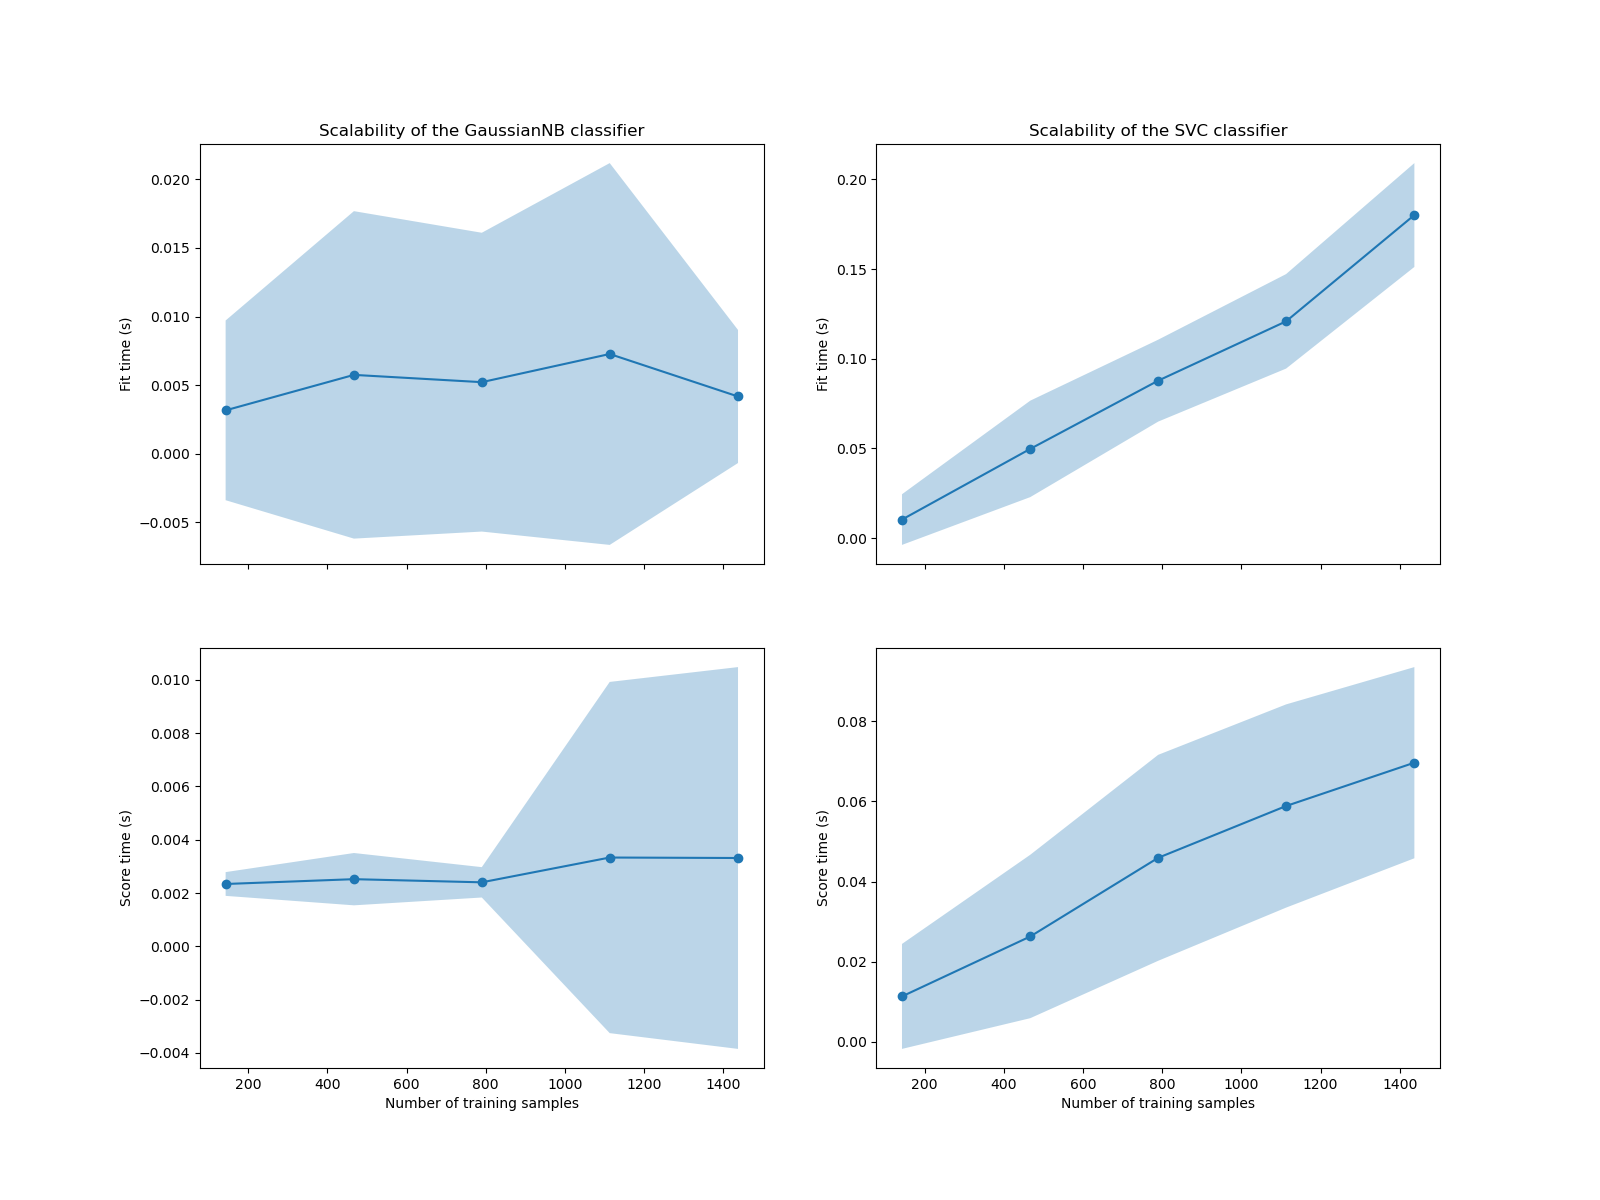 Scalability of the GaussianNB classifier
0.020
0.015
0.010
0.005
0.000
−0.005
Fit time (s)
Scalability of the SVC classifier
0.20
0.15
0.10
0.05
0.00
Fit time (s)
0.010
0.008
0.006
0.004
0.002
0.000
−0.002
−0.004
Score time (s)
200 400 600 800 1000 1200 1400
Number of training samples
0.08
0.06
0.04
0.02
0.00
Score time (s)
200 400 600 800 1000 1200 1400
Number of training samples